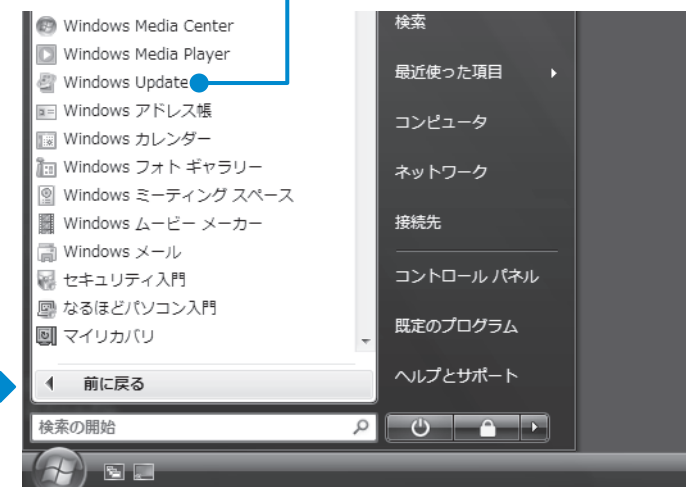 Windows Media Center
Windows Media Player
Windows Update
Windows アドレス帳
Windows カレンダー
Windows フォト ギャラリー
Windows ミーティング スペース
Windows ムービー メーカー
Windows メール
セキュリティ入門
なるほどパソコン入門
マイリカバリ
前に戻る
検索の開始
検索
最近使った項目
コンピュータ
ネットワーク
接続先
コントロール パネル
既定のプログラム
ヘルプとサポート